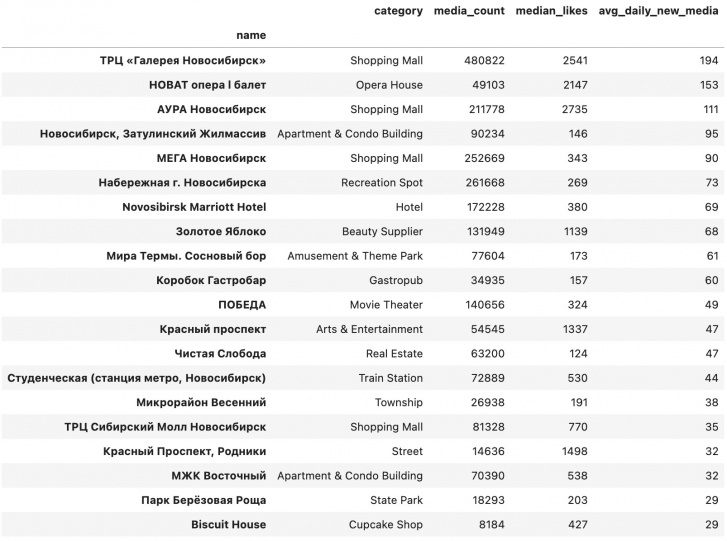 category media_count median_likes avg_daily_new_media
name
ТРЦ «Галерея Новосибирск» Shopping Mall 480822 2541 194
НОВАТ опера l балет Opera House 49103 2147 153
АУРА Новосибирск Shopping Mall 211778 2735 111
Новосибирск, Затулинский Жилмассив Apartment & Condo Building 90234 146 95
МЕГА Новосибирск Shopping Mall 252669 343 90
Набережная г. Новосибирска Recreation Spot 261668 269 73
Novosibirsk Marriott Hotel Hotel 172228 380 69
Золотое Яблоко Beauty Supplier 131949 1139 68
Мира Термы. Сосновый бор Amusement & Theme Park 77604 173 61
Коробок Гастробар Gastropub 34935 157 60
ПОБЕДА Movie Theater 140656 324 49
Красный проспект Arts & Entertainment 54545 1337 47
Чистая Слобода Real Estate 63200 124 47
Студенческая (станция метро, Новосибирск) Train Station 72889 530 44
Микрорайон Весенний Township 26938 191 38
ТРЦ Сибирский Молл Новосибирск Shopping Mall 81328 770 35
Красный Проспект, Родники Street 14636 1498 32
МЖК Восточный Apartment & Condo Building 70390 538 32
Парк Берёзовая Роща State Park 18293 203 29
Biscuit House Cupcake Shop 8184 427 29